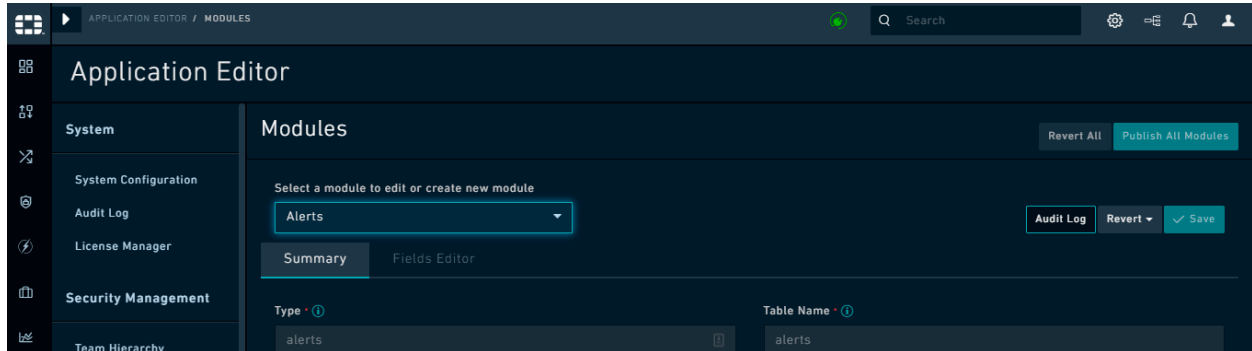 APPLICATION EDITOR / MODULES
Search
Application Editor
System
System Configuration
Audit Log
License Manager
Security Management
Team Hierarchy
Modules
Revert All
Publish All Modules
Select a module to edit or create new module
Alerts
Audit Log
Revert
Save
Summary
Fields Editor
Type *
Table Name *
alerts
alerts